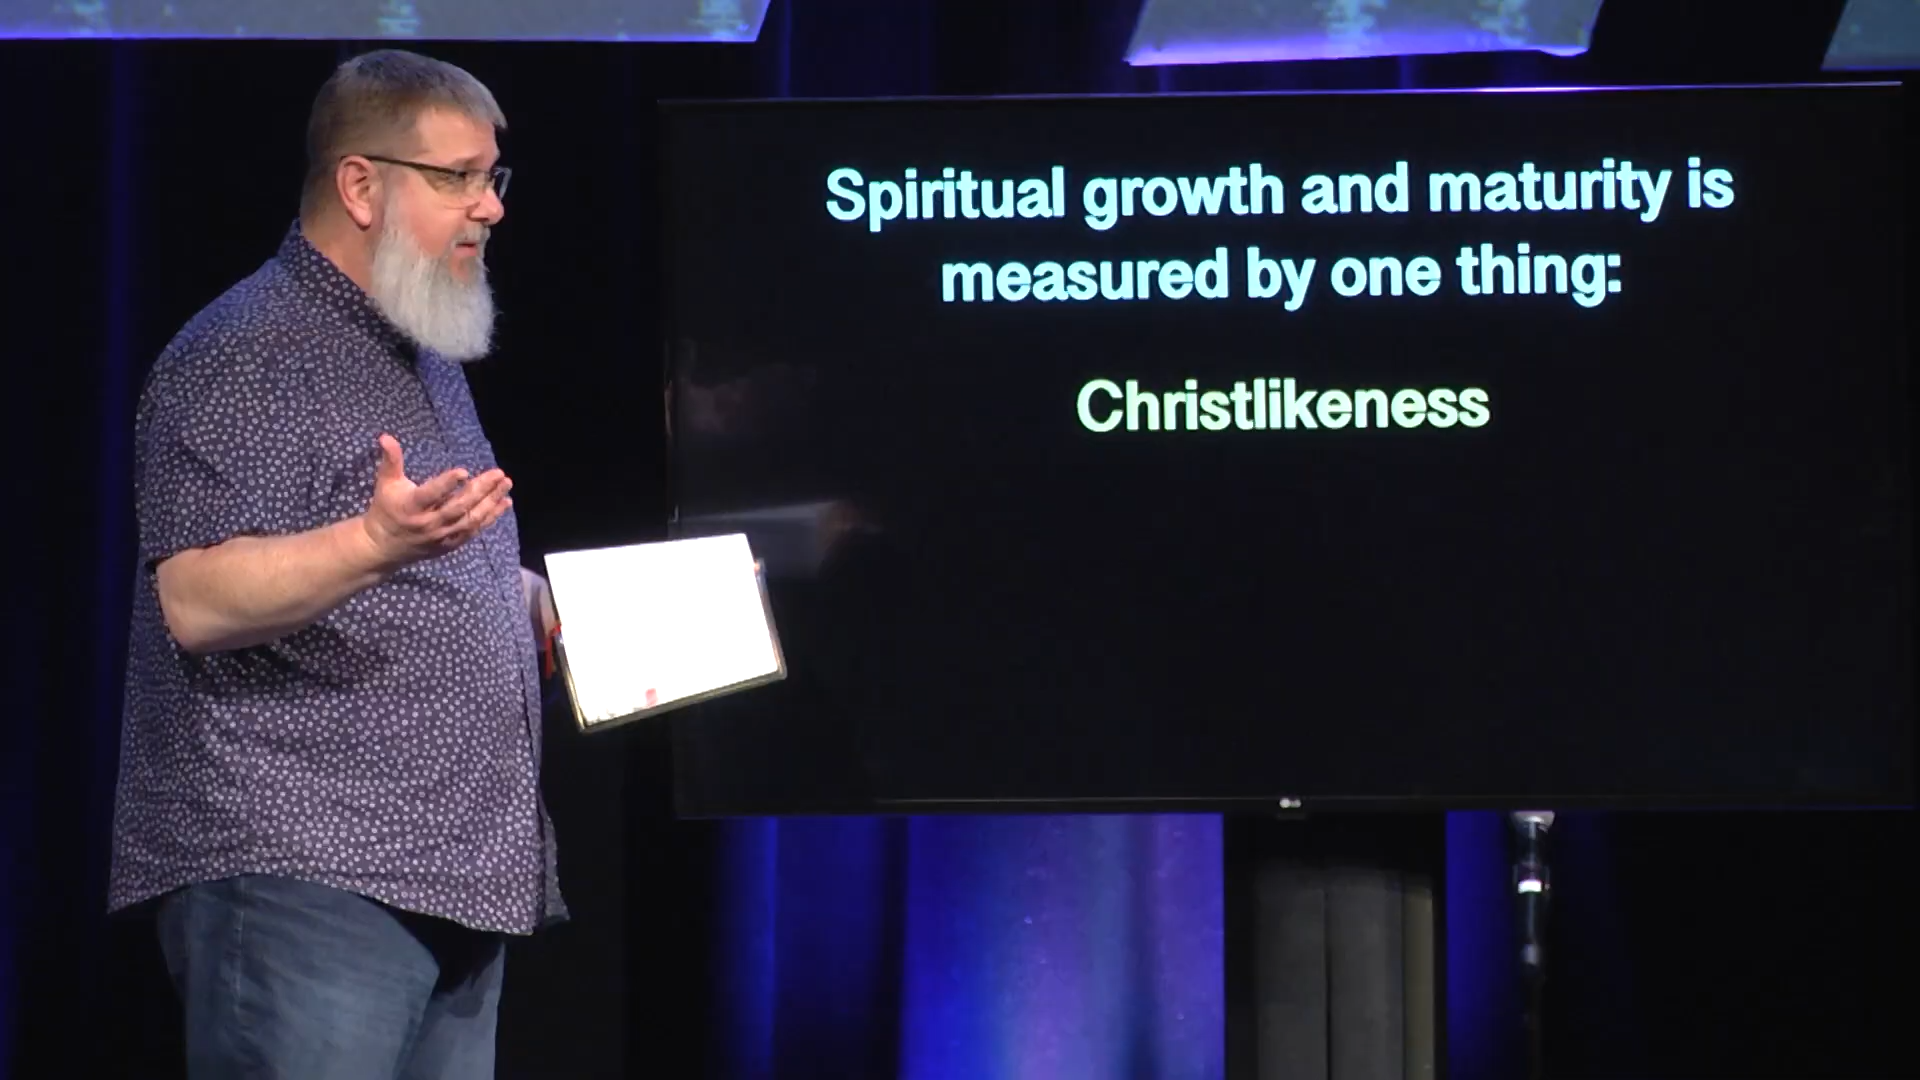 Spiritual growth and maturity is
measured by one thing:
Christlikeness